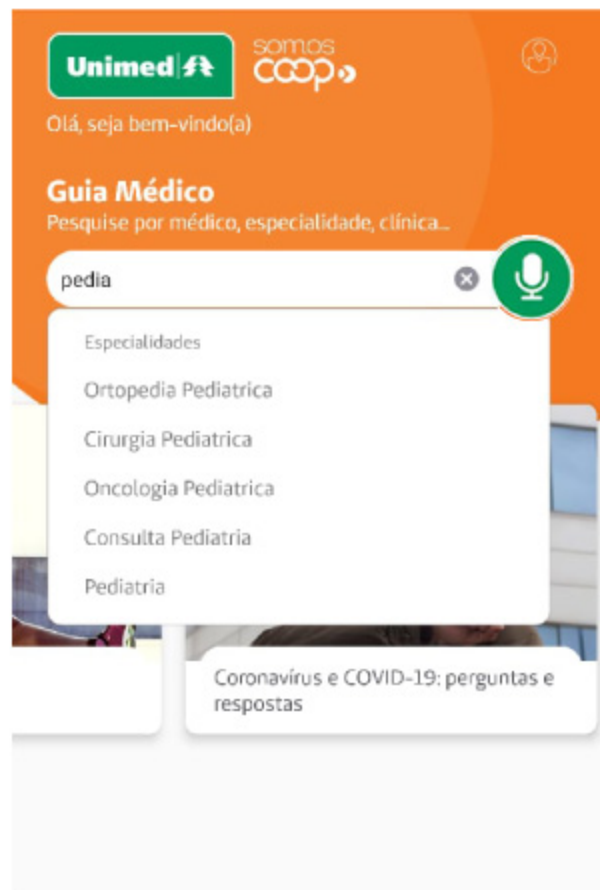 Unimed
somos
coop
Olá, seja bem-vindo(a)
Guia Médico
Pesquise por médico, especialidade, clínica...
pedia
Especialidades
Ortopedia Pediatrica
Cirurgia Pediatrica
Oncologia Pediatrica
Consulta Pediatria
Pediatria
Coronavírus e COVID-19: perguntas e
respostas